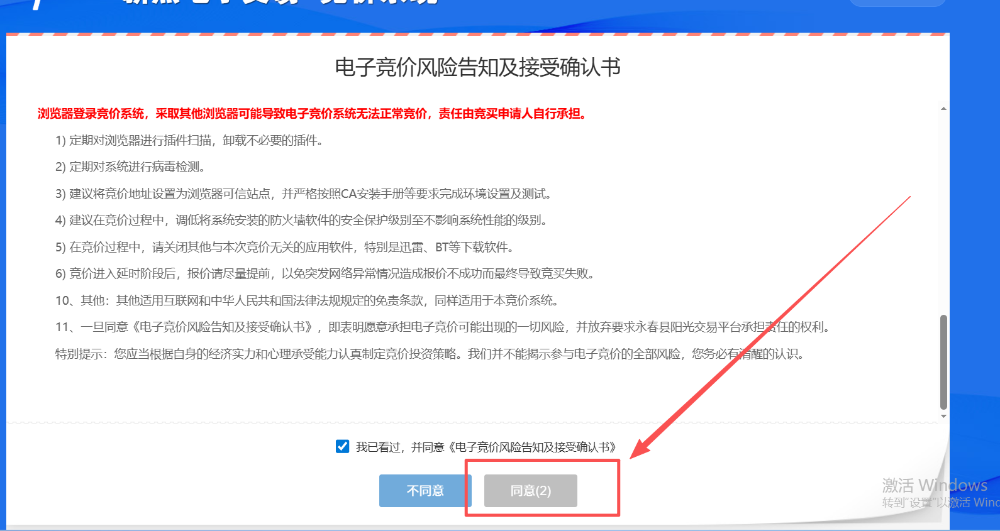 新点电子交易 竞价系统
电子竞价风险告知及接受确认书
浏览器登录竞价系统，采取其他浏览器可能导致电子竞价系统无法正常竞价，责任由竞买申请人自行承担。
1) 定期对浏览器进行插件扫描，卸载不必要的插件。
2) 定期对系统进行病毒检测。
3) 建议将竞价地址设置为浏览器可信站点，并严格按照CA安装手册等要求完成环境设置及测试。
4) 建议在竞价过程中，调低将系统安装的防火墙软件的安全保护级别至不影响系统性能的级别。
5) 在竞价过程中，请关闭其他与本次竞价无关的应用软件，特别是迅雷、BT等下载软件。
6) 竞价进入延时阶段后，报价请尽量提前，以免突发网络异常情况造成报价不成功而最终导致竞买失败。
10、其他：其他适用互联网和中华人民共和国法律法规规定的免责条款，同样适用于本竞价系统。
11、一旦同意《电子竞价风险告知及接受确认书》，即表明愿意承担电子竞价可能出现的一切风险，并放弃要求永春县阳光交易平台承担责任的权利。
特别提示：您应当根据自身的经济实力和心理承受能力认真制定竞价投资策略。我们并不能揭示参与电子竞价的全部风险，您务必有清醒的认识。
我已看过，并同意《电子竞价风险告知及接受确认书》
不同意
同意(2)
激活 Windows
转到"设置"以激活 Winc